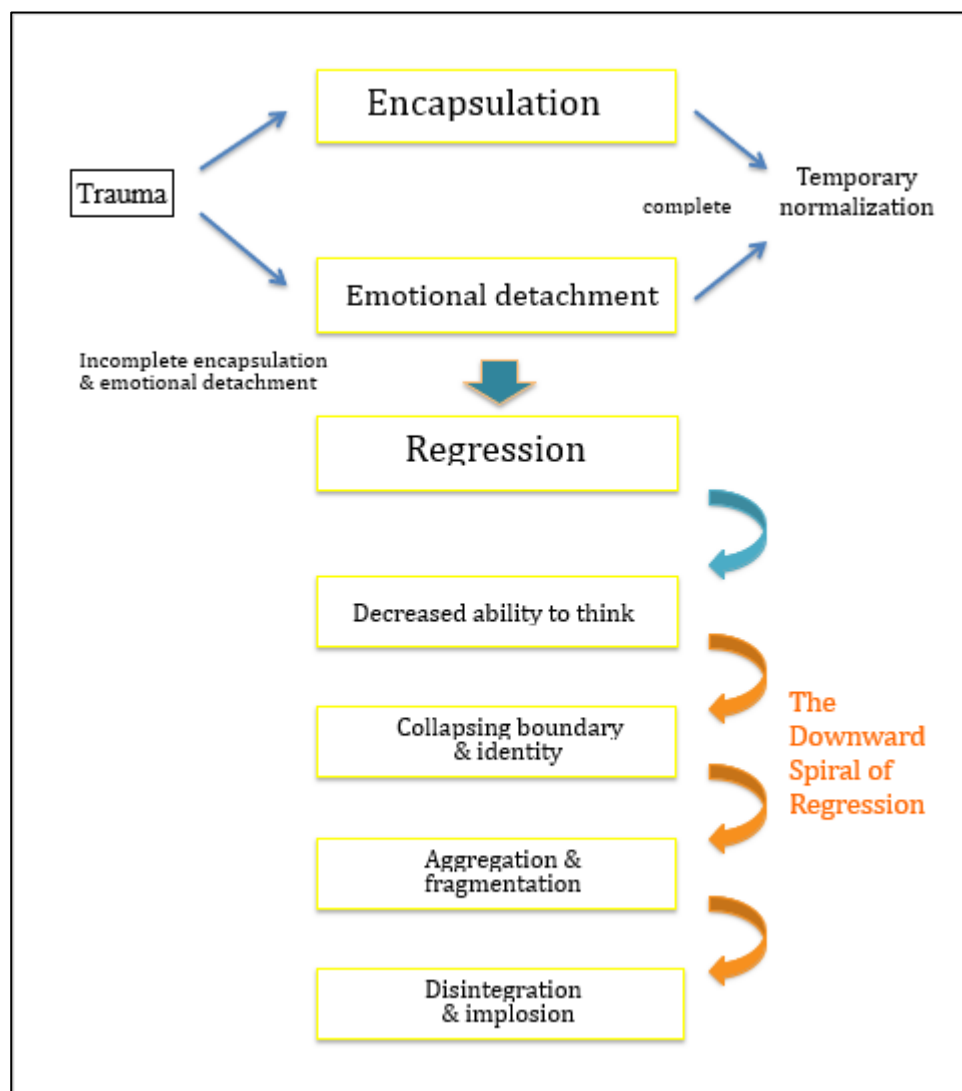 Encapsulation
Trauma
complete
Temporary
normalization
Emotional detachment
Incomplete encapsulation
& emotional detachment
Regression
Decreased ability to think
Collapsing boundary
& identity
The
Downward
Spiral of
Regression
Aggregation &
fragmentation
Disintegration
& implosion